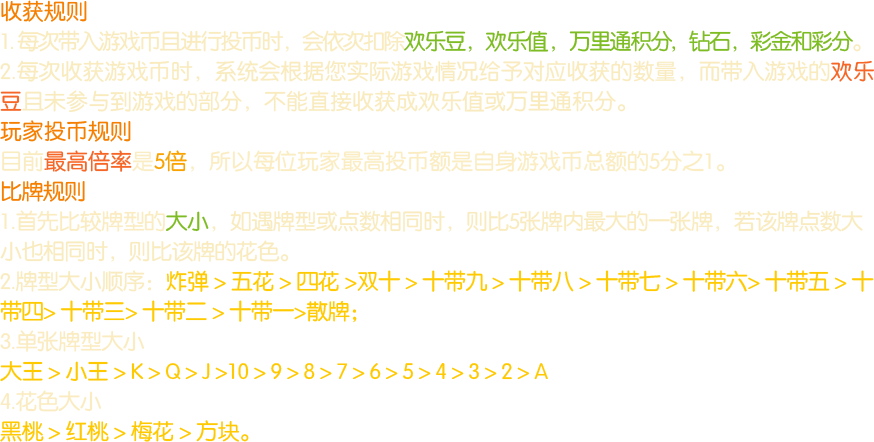 收获规则
1.每次带入游戏币且进行投币时，会依次扣除欢乐豆，欢乐值，万里通积分，钻石，彩金和彩分。
2.每次收获游戏币时，系统会根据您实际游戏情况给予对应收获的数量，而带入游戏的欢乐
豆且未参与到游戏的部分，不能直接收获成欢乐值或万里通积分。
玩家投币规则
目前最高倍率是5倍，所以每位玩家最高投币额是自身游戏币总额的5分之1。
比牌规则
1.首先比较牌型的大小，如遇牌型或点数相同时，则比5张牌内最大的一张牌，若该牌点数大
小也相同时，则比该牌的花色。
2.牌型大小顺序：炸弹＞五花＞四花＞双十＞十带九＞十带八＞十带七＞十带六＞十带五＞十
带四＞十带三＞十带二＞十带一＞散牌；
3.单张牌型大小
大王＞小王＞K＞Q＞J＞10＞9＞8＞7＞6＞5＞4＞3＞2＞A
4.花色大小
黑桃＞红桃＞梅花＞方块。